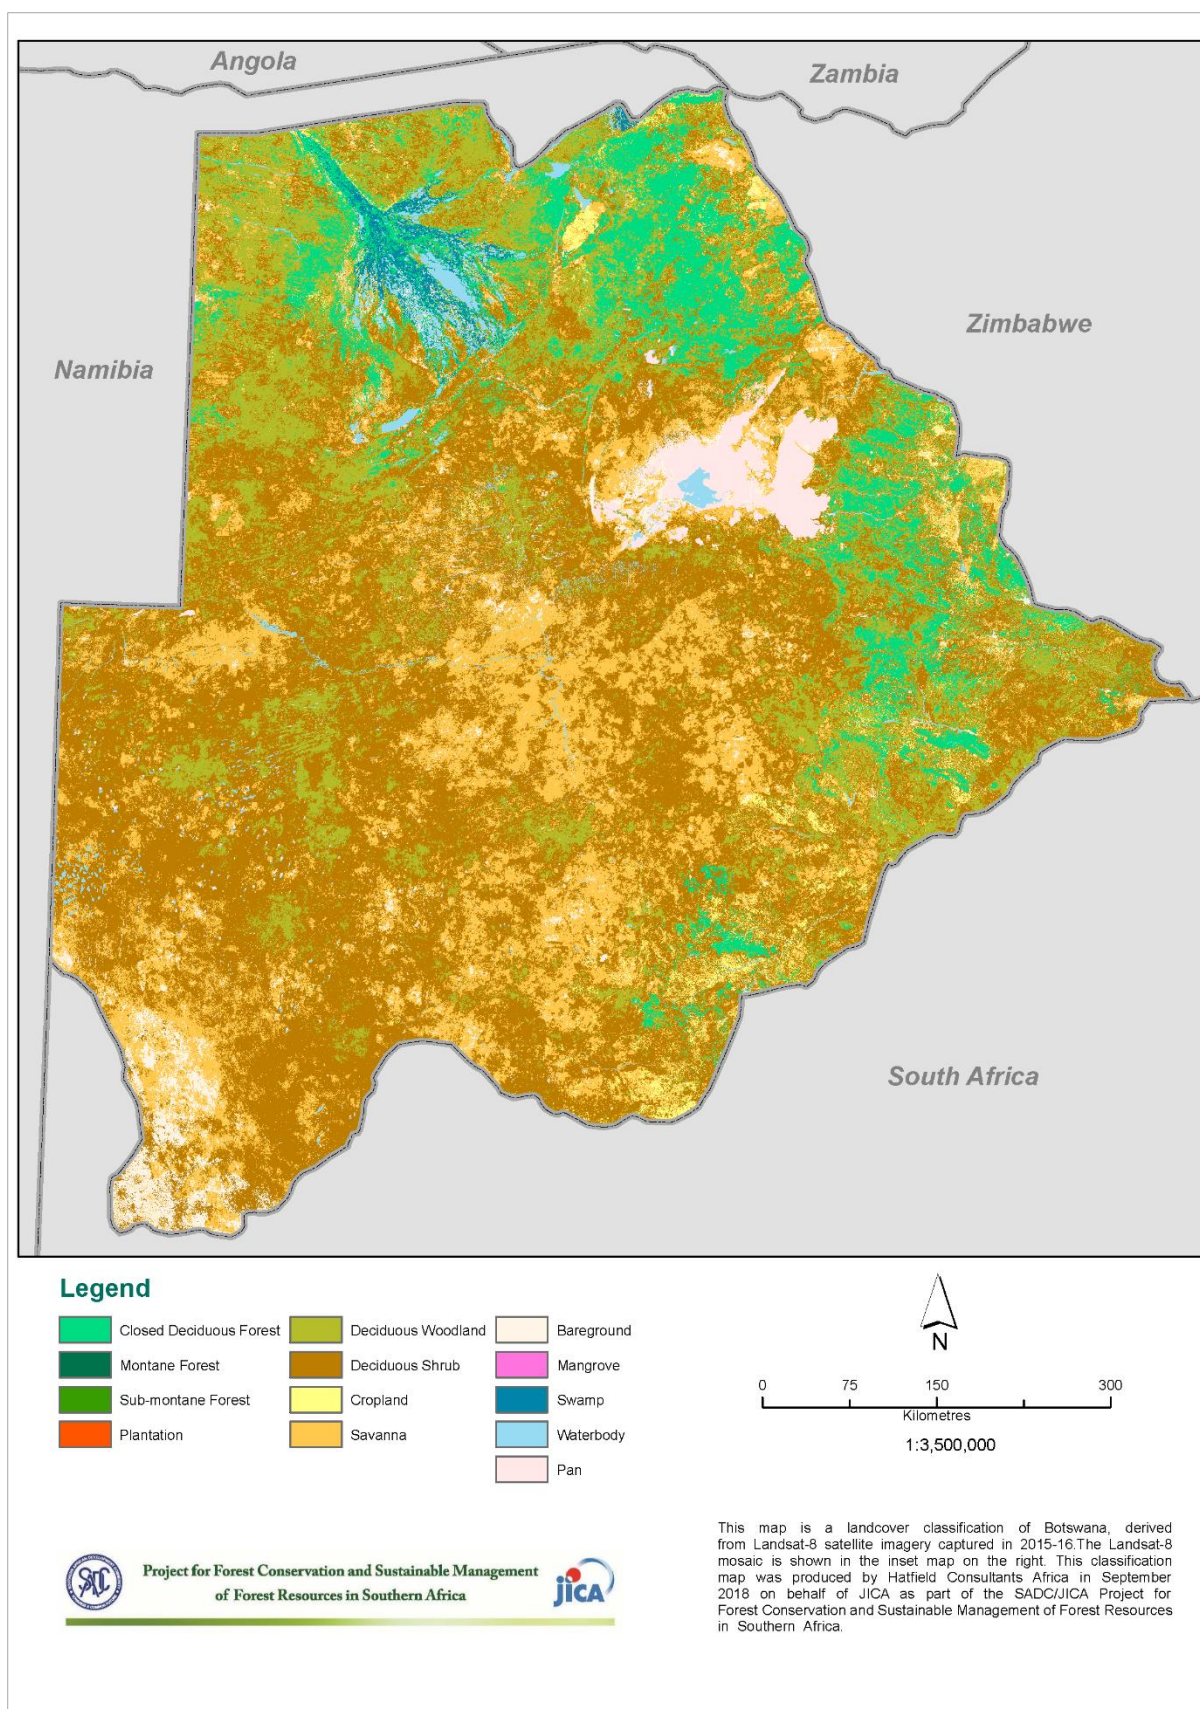 Angola
Zambia
Zimbabwe
Namibia
South Africa
Legend
Closed Deciduous Forest
Montane Forest
Sub-montane Forest
Plantation
Deciduous Woodland
Deciduous Shrub
Cropland
Savanna
Bareground
Mangrove
Swamp
Waterbody
Pan
N
0 75 150 300
Kilometres
1:3,500,000
SADC
Project for Forest Conservation and Sustainable Management
of Forest Resources in Southern Africa
jICA
This map is a landcover classification of Botswana, derived
from Landsat-8 satellite imagery captured in 2015-16.The Landsat-8
mosaic is shown in the inset map on the right. This classification
map was produced by Hatfield Consultants Africa in September
2018 on behalf of JICA as part of the SADC/JICA Project for
Forest Conservation and Sustainable Management of Forest Resources
in Southern Africa.